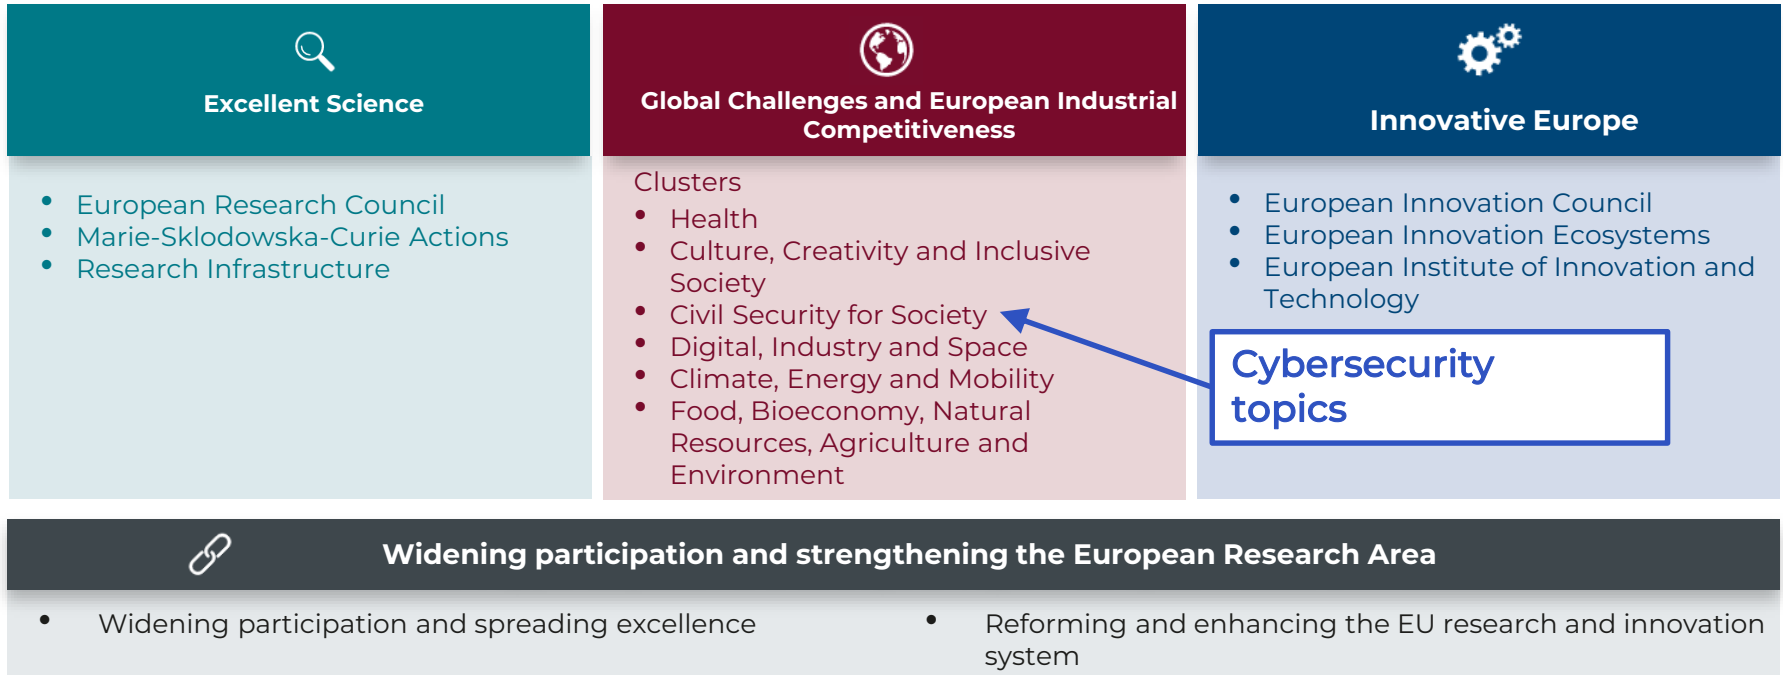 Excellent Science
• European Research Council
• Marie-Sklodowska-Curie Actions
• Research Infrastructure
Global Challenges and European Industrial
Competitiveness
Clusters
• Health
• Culture, Creativity and Inclusive
Society
• Civil Security for Society
• Digital, Industry and Space
• Climate, Energy and Mobility
• Food, Bioeconomy, Natural
Resources, Agriculture and
Environment
Innovative Europe
• European Innovation Council
• European Innovation Ecosystems
• European Institute of Innovation and
Technology
Cybersecurity
topics
Widening participation and strengthening the European Research Area
• Widening participation and spreading excellence
• Reforming and enhancing the EU research and innovation
system